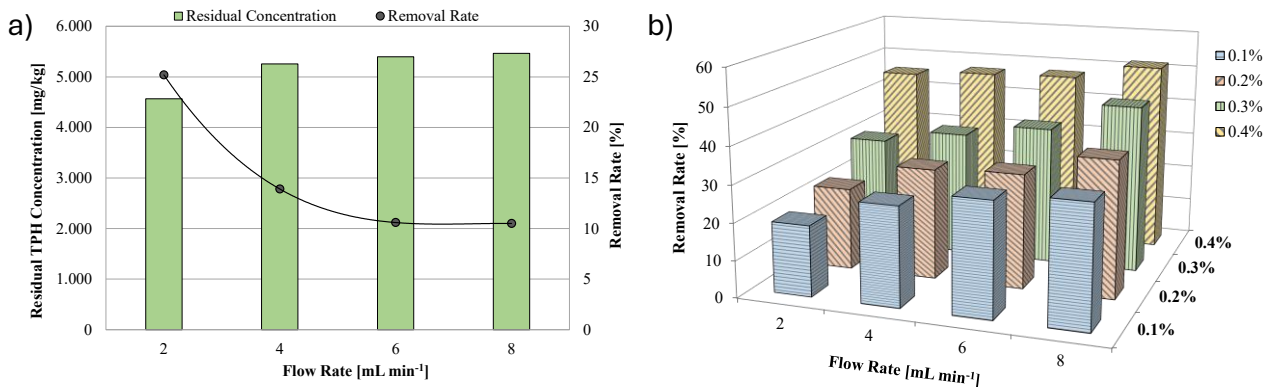 a)
Residual Concentration
Removal Rate
6.000
5.000
4.000
3.000
2.000
1.000
0
Residual TPH Concentration [mg/kg]
30
25
20
15
10
5
0
Removal Rate [%]
2 4 6 8
Flow Rate [mL min⁻¹]
b)
60
50
40
30
20
10
0
Removal Rate [%]
2 4 6 8
Flow Rate [mL min⁻¹]
0.4%
0.3%
0.2%
0.1%
0.1%
0.2%
0.3%
0.4%